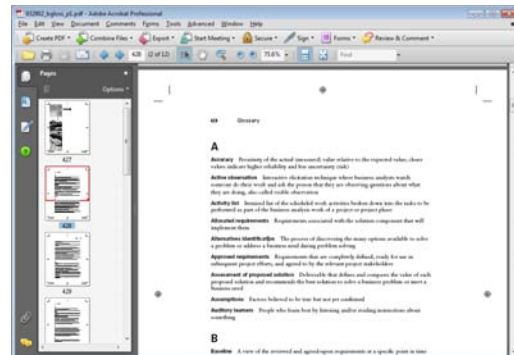 932802_bgloss_p1.pdf - Adobe Acrobat Professional
File Edit View Document Comments Forms Tools Advanced Window Help
Create PDF Combine Files Export Start Meeting Secure Sign Forms Review & Comment
428 (2 of 12) 75.6% Find
Pages
Options
427
428
429
428 Glossary
A
Accuracy Proximity of the actual (measured) value relative to the expected value; closer
values indicate higher reliability and less uncertainty (risk)
Active observation Interactive elicitation technique where business analysts watch
someone do their work and ask the person that they are observing questions about what
they are doing, also called visible observation
Activity list Itemized list of the scheduled work activities broken down into the tasks to be
performed as part of the business analysis work of a project or project phase
Allocated requirements Requirements associated with the solution component that will
implement them
Alternatives identification The process of discovering the many options available to solve
a problem or address a business need during problem solving
Approved requirements Requirements that are completely defined, ready for use in
subsequent project efforts, and agreed to by the relevant project stakeholders
Assessment of proposed solution Deliverable that defines and compares the value of each
proposed solution and recommends the best solution to solve a business problem or meet a
business need
Assumptions Factors believed to be true but not yet confirmed
Auditory learners People who learn best by listening and/or reading instructions about
something
B
Baseline A view of the reviewed and agreed-upon requirements at a specific point in time